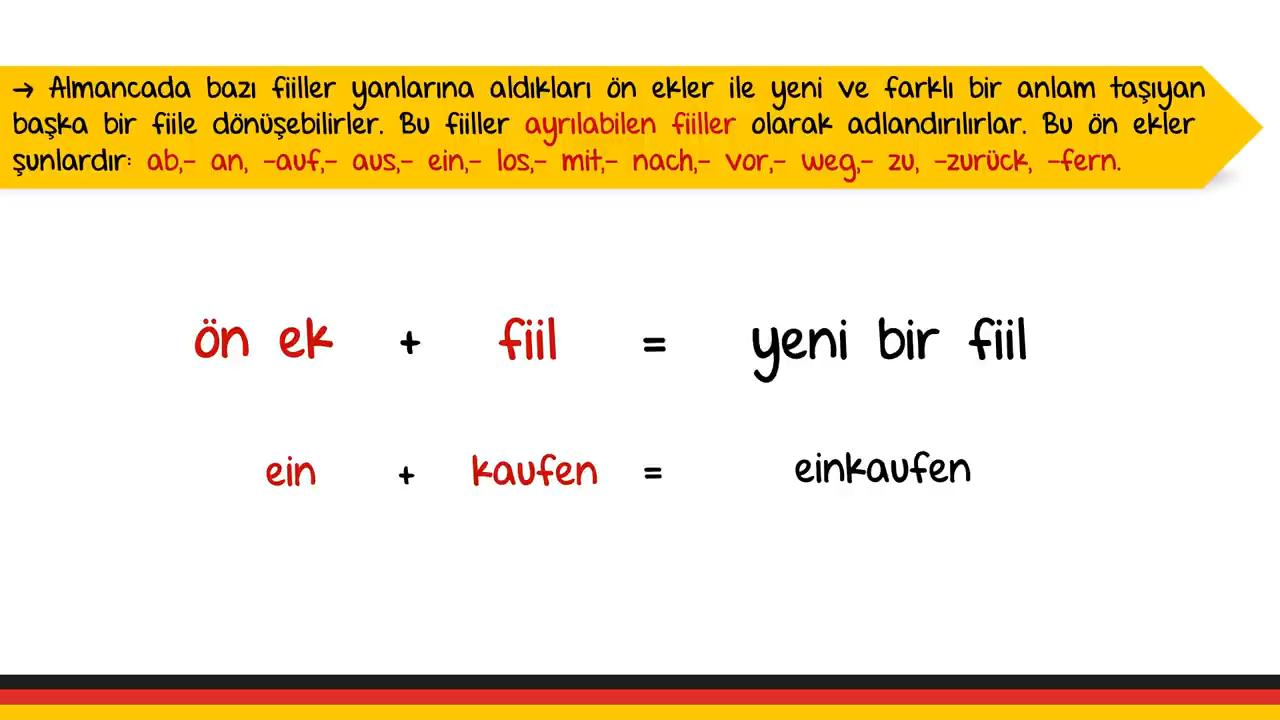 → Almancada bazı fiiller yanlarına aldıkları ön ekler ile yeni ve farklı bir anlam taşıyan
başka bir fiile dönüşebilirler. Bu fiiller ayrılabilen fiiller olarak adlandırılırlar. Bu ön ekler
şunlardır: ab,- an, -auf,- aus,- ein,- los,- mit,- nach,- vor,- weg,- zu, -zurück, -fern.
ön ek + fiil = yeni bir fiil
ein + kaufen = einkaufen